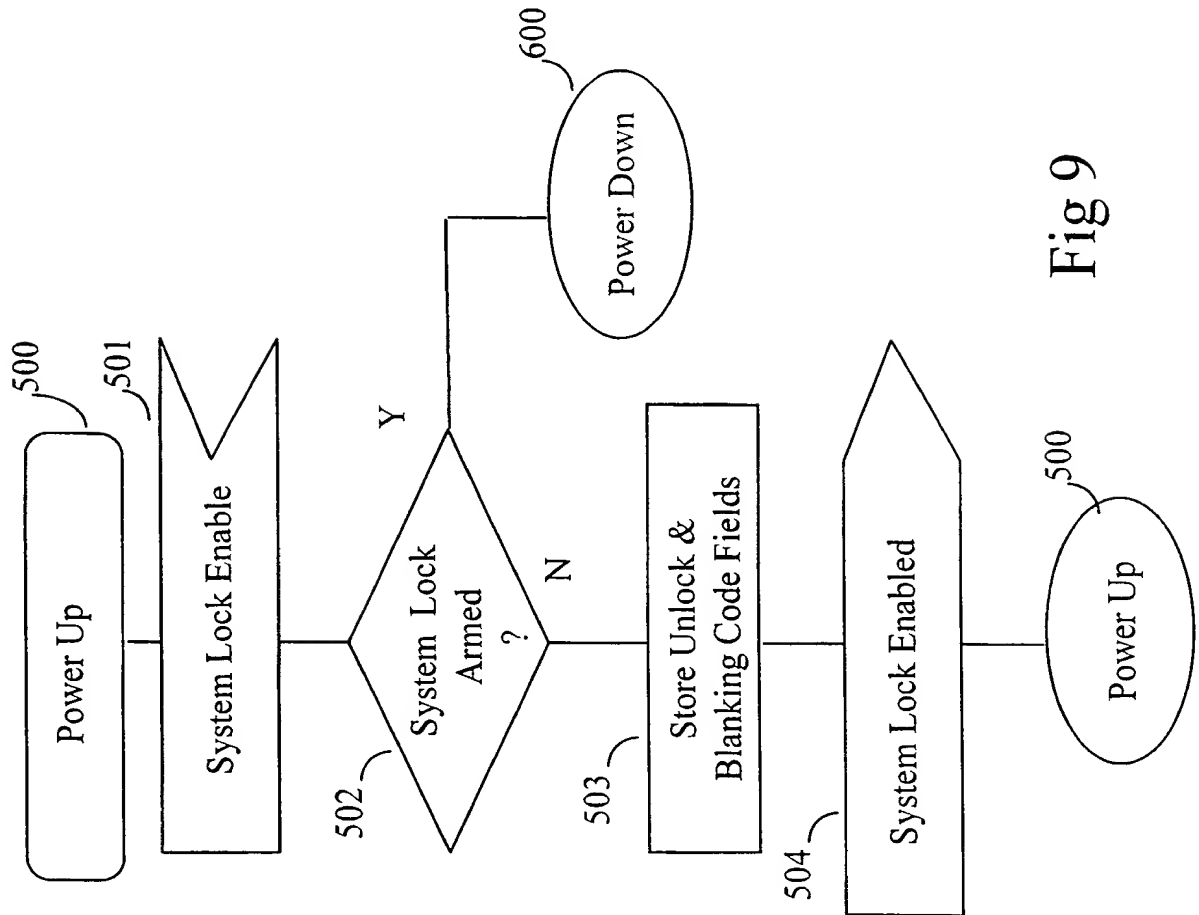 500
Power Up
501
System Lock Enable
502
System Lock
Armed
?
Y
N
600
Power Down
503
Store Unlock &
Blanking Code Fields
504
System Lock Enabled
500
Power Up
Fig 9